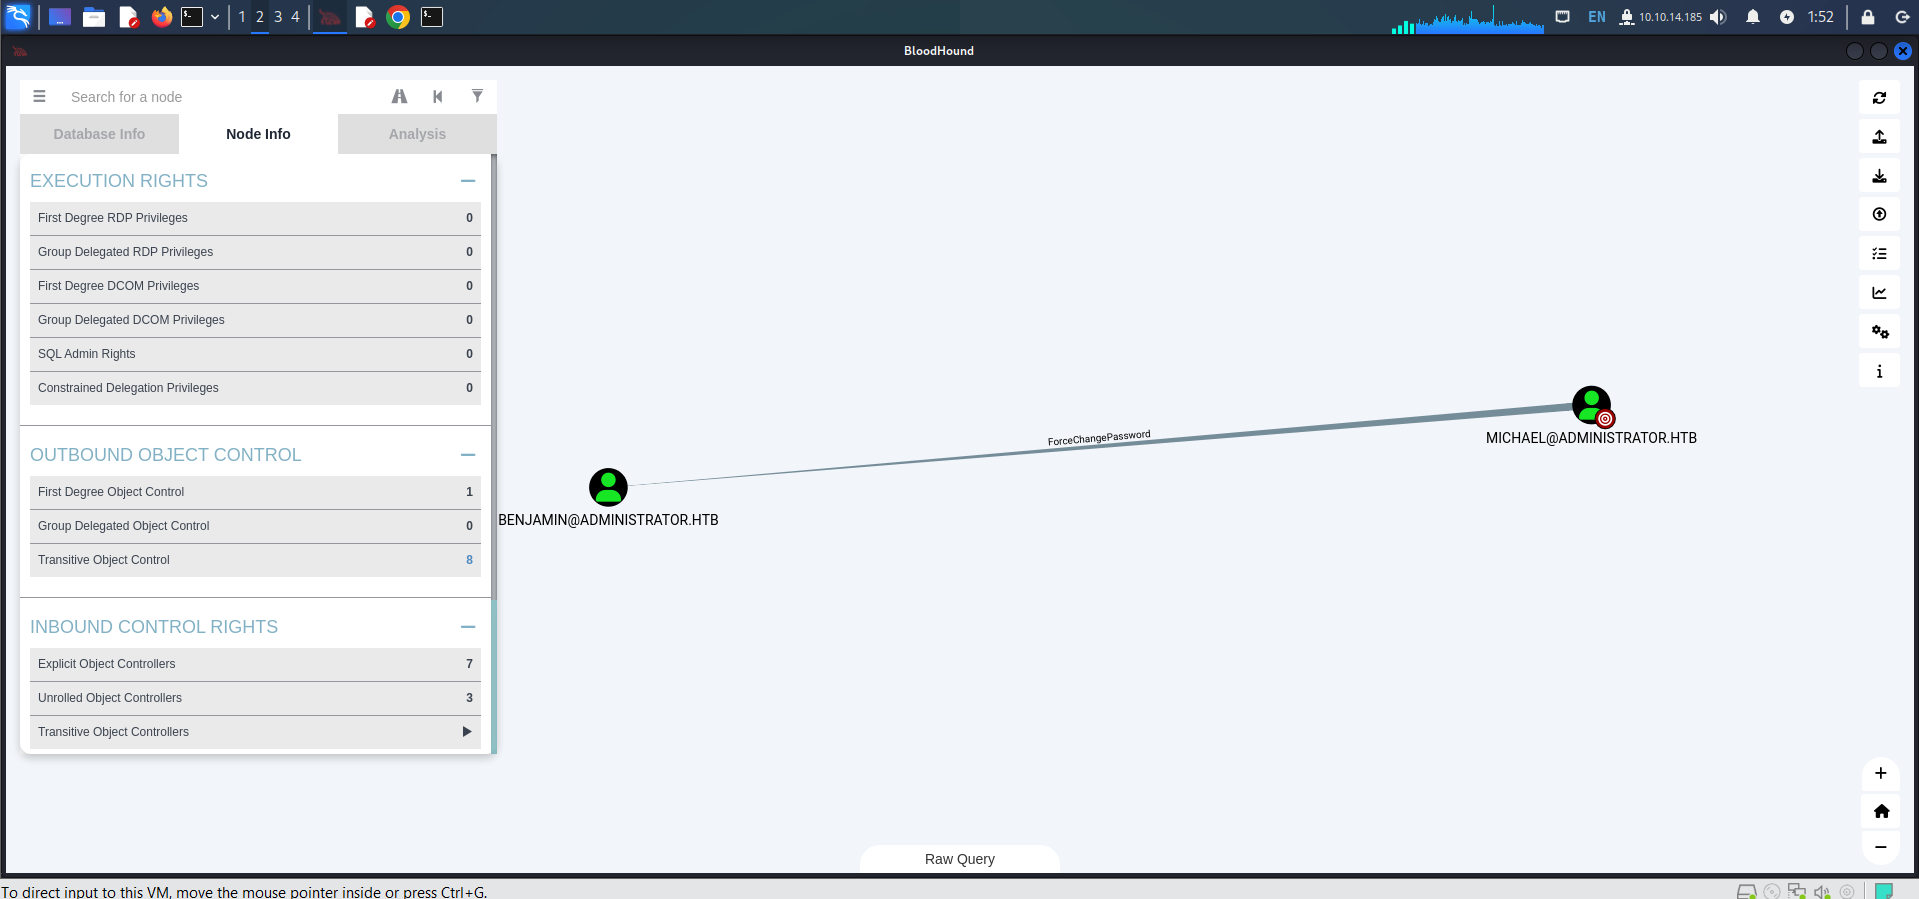 1 2 3 4
EN 10.10.14.185 1:52
BloodHound
Search for a node
Database Info Node Info Analysis
EXECUTION RIGHTS
First Degree RDP Privileges 0
Group Delegated RDP Privileges 0
First Degree DCOM Privileges 0
Group Delegated DCOM Privileges 0
SQL Admin Rights 0
Constrained Delegation Privileges 0
OUTBOUND OBJECT CONTROL
First Degree Object Control 1
Group Delegated Object Control 0
Transitive Object Control 8
INBOUND CONTROL RIGHTS
Explicit Object Controllers 7
Unrolled Object Controllers 3
Transitive Object Controllers
ForceChangePassword
MICHAEL@ADMINISTRATOR.HTB
BENJAMIN@ADMINISTRATOR.HTB
Raw Query
To direct input to this VM, move the mouse pointer inside or press Ctrl+G.